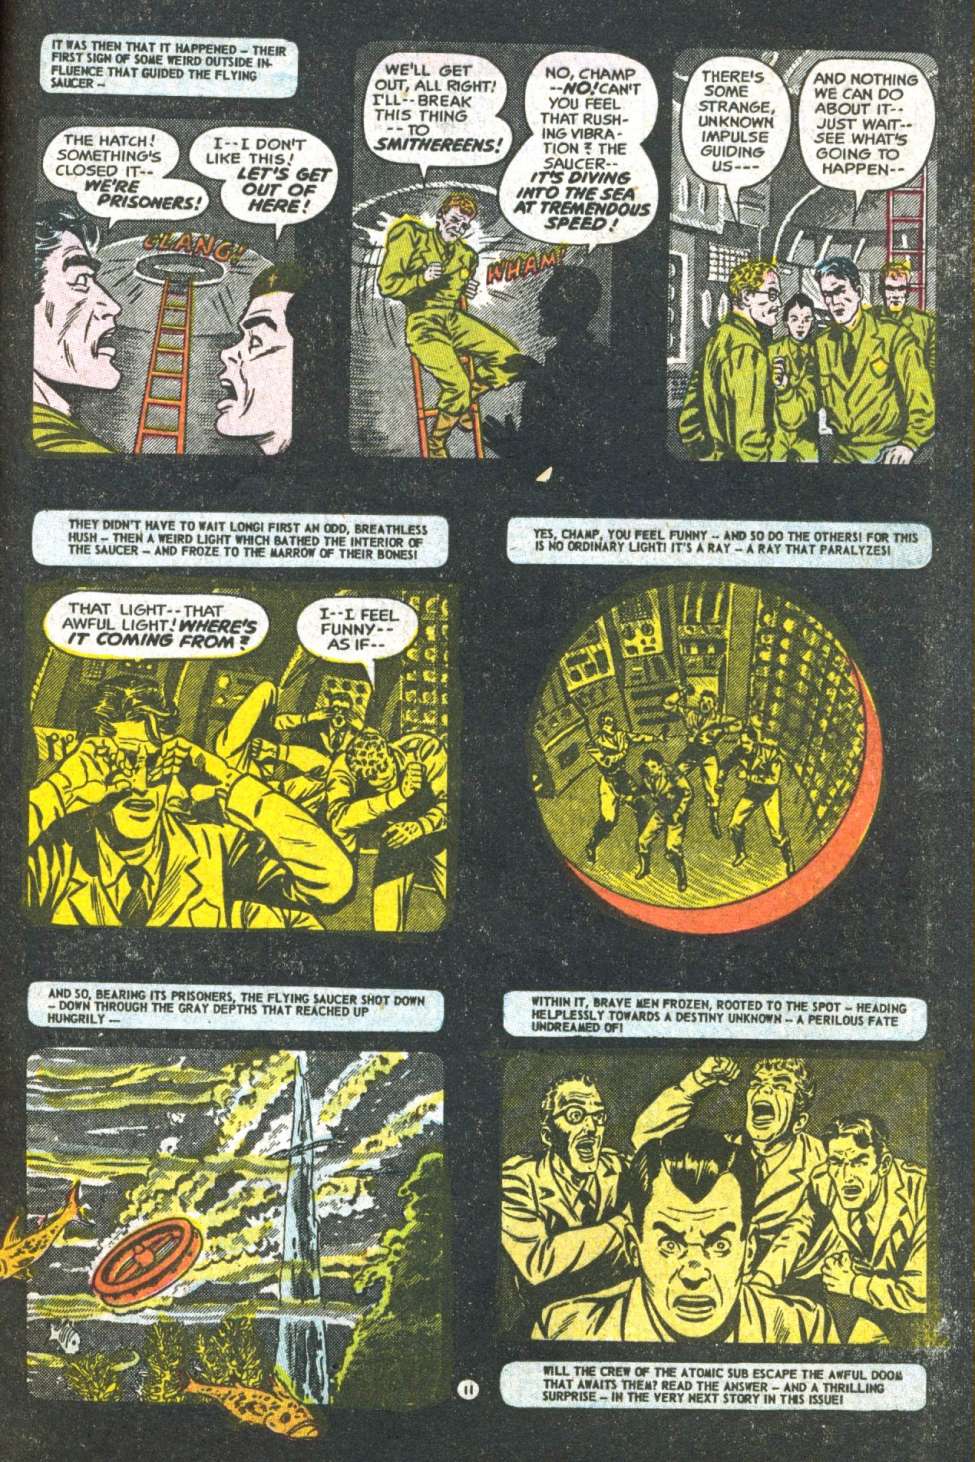 IT WAS THEN THAT IT HAPPENED – THEIR
FIRST SIGN OF SOME WEIRD OUTSIDE IN-
FLUENCE THAT GUIDED THE FLYING
SAUCER –
THE HATCH!
SOMETHING'S
CLOSED IT--
WE'RE
PRISONERS!
I--I DON'T
LIKE THIS!
LET'S GET
OUT OF
HERE!
CLANG!
WE'LL GET
OUT, ALL RIGHT!
I'LL--BREAK
THIS THING
--TO
SMITHEREENS!
NO, CHAMP
--NO! CAN'T
YOU FEEL
THAT RUSH-
ING VIBRA-
TION? THE
SAUCER--
IT'S DIVING
INTO THE SEA
AT TREMENDOUS
SPEED!
WHAM!
THERE'S
SOME
STRANGE,
UNKNOWN
IMPULSE
GUIDING
US---
AND NOTHING
WE CAN DO
ABOUT IT--
JUST WAIT--
SEE WHAT'S
GOING TO
HAPPEN--
THEY DIDN'T HAVE TO WAIT LONG! FIRST AN ODD, BREATHLESS
HUSH – THEN A WEIRD LIGHT WHICH BATHED THE INTERIOR OF
THE SAUCER – AND FROZE TO THE MARROW OF THEIR BONES!
THAT LIGHT--THAT
AWFUL LIGHT! WHERE'S
IT COMING FROM?
I--I FEEL
FUNNY--
AS IF--
YES, CHAMP, YOU FEEL FUNNY – AND SO DO THE OTHERS! FOR THIS
IS NO ORDINARY LIGHT! IT'S A RAY – A RAY THAT PARALYZES!
AND SO, BEARING ITS PRISONERS, THE FLYING SAUCER SHOT DOWN
– DOWN THROUGH THE GRAY DEPTHS THAT REACHED UP
HUNGRILY –
WITHIN IT, BRAVE MEN FROZEN, ROOTED TO THE SPOT – HEADING
HELPLESSLY TOWARDS A DESTINY UNKNOWN – A PERILOUS FATE
UNDREAMED OF!
WILL THE CREW OF THE ATOMIC SUB ESCAPE THE AWFUL DOOM
THAT AWAITS THEM? READ THE ANSWER – AND A THRILLING
SURPRISE – IN THE VERY NEXT STORY IN THIS ISSUE!
11